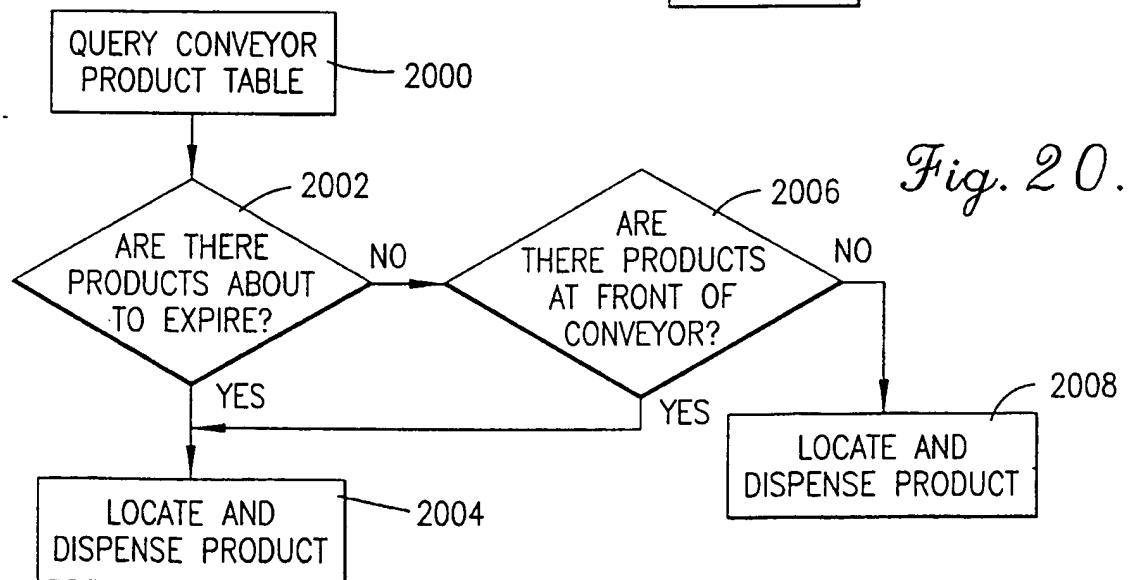 QUERY CONVEYOR
PRODUCT TABLE
2000
Fig. 20.
2002
ARE THERE
PRODUCTS ABOUT
TO EXPIRE?
NO
YES
2006
ARE
THERE PRODUCTS
AT FRONT OF
CONVEYOR?
NO
YES
2008
LOCATE AND
DISPENSE PRODUCT
2004
LOCATE AND
DISPENSE PRODUCT